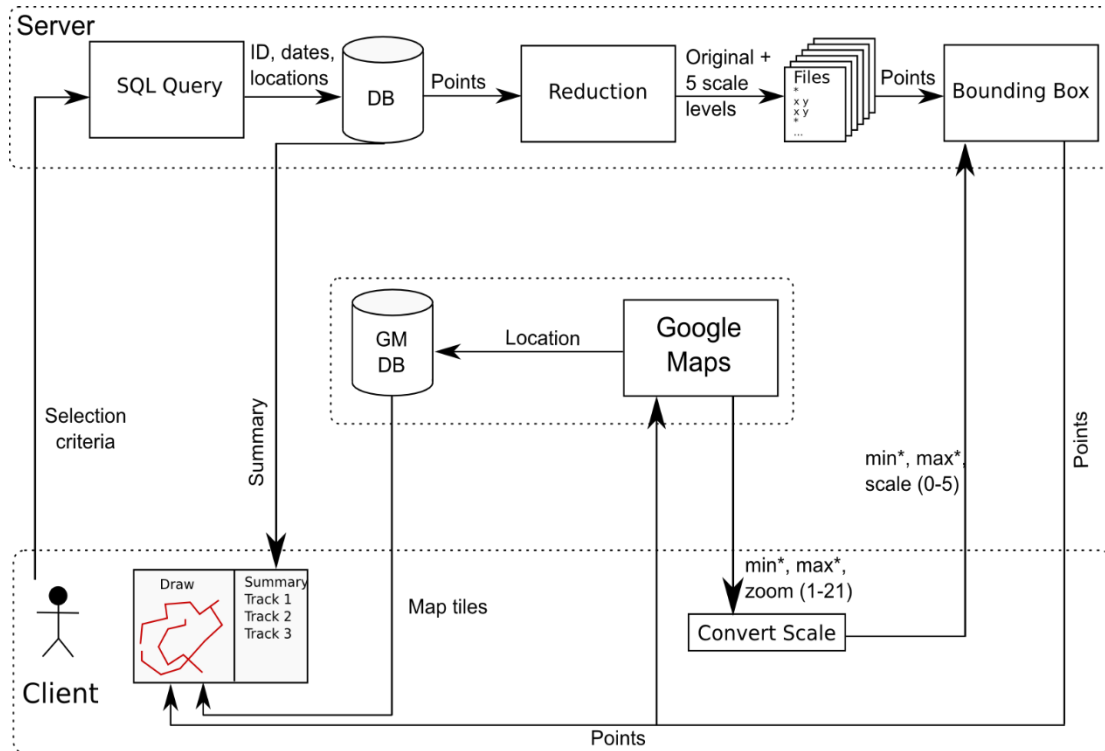 Server
SQL Query
ID, dates,
locations
DB
Points
Reduction
Original +
5 scale
levels
Files
*
x y
x y
*
...
Points
Bounding Box
GM
DB
Location
Google
Maps
Selection
criteria
Summary
min*, max*,
scale (0-5)
Points
min*, max*,
zoom (1-21)
Convert Scale
Draw
Summary
Track 1
Track 2
Track 3
Map tiles
Client
Points